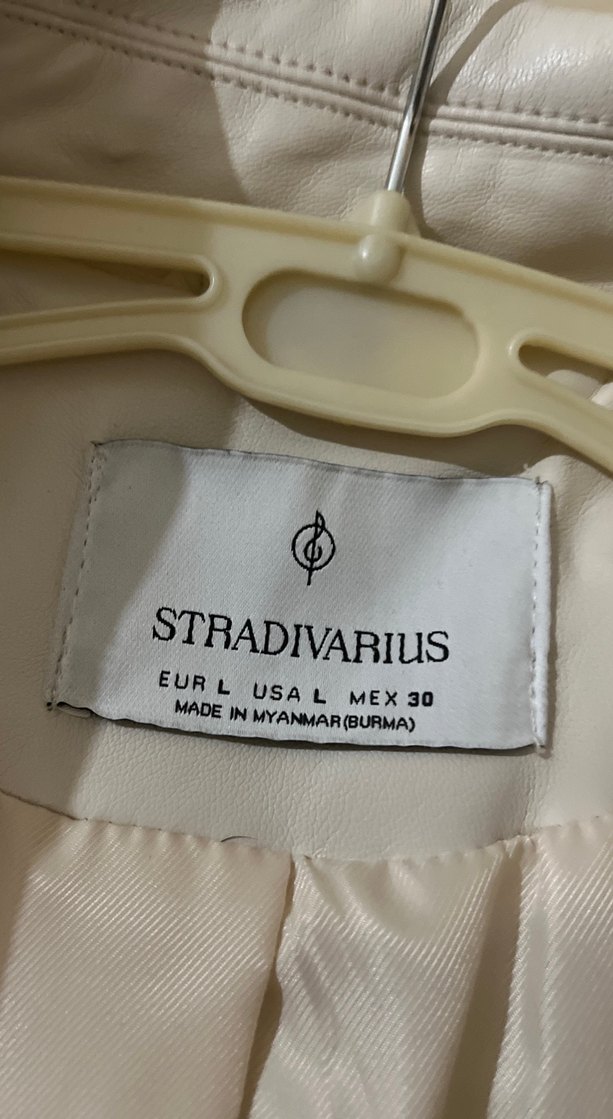 STRADIVARIUS
EUR L USA L MEX 30
MADE IN MYANMAR (BURMA)